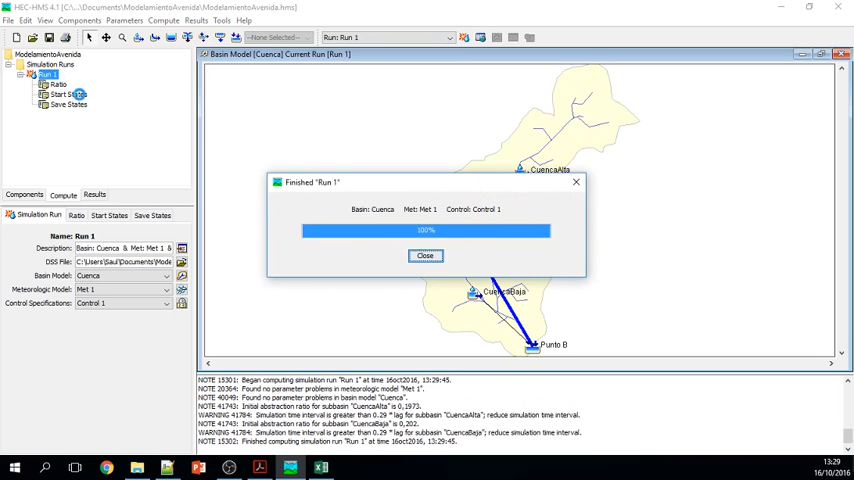 HEC-HMS 4.1 [C:\...\Documents\ModelamientoAvenida\ModelamientoAvenida.hms]
File Edit View Components Parameters Compute Results Tools Help
--None Selected--
Run: Run 1
ModelamientoAvenida
Simulation Runs
Run 1
Ratio
Start States
Save States
Components Compute Results
Simulation Run Ratio Start States Save States
Name: Run 1
Description: Basin: Cuenca & Met: Met 1 &
DSS File: C:\Users\Saul\Documents\Mode
Basin Model: Cuenca
Meteorologic Model: Met 1
Control Specifications: Control 1
Basin Model [Cuenca] Current Run [Run 1]
CuencaAlta
Finished "Run 1"
Basin: Cuenca Met: Met 1 Control: Control 1
100%
Close
CuencaBaja
Punto B
NOTE 15301: Began computing simulation run "Run 1" at time 16oct2016, 13:29:45.
NOTE 20364: Found no parameter problems in meteorologic model "Met 1".
NOTE 40049: Found no parameter problems in basin model "Cuenca".
NOTE 41743: Initial abstraction ratio for subbasin "CuencaAlta" is 0,1973.
WARNING 41784: Simulation time interval is greater than 0.29 * lag for subbasin "CuencaAlta"; reduce simulation time interval.
NOTE 41743: Initial abstraction ratio for subbasin "CuencaBaja" is 0,202.
WARNING 41784: Simulation time interval is greater than 0.29 * lag for subbasin "CuencaBaja"; reduce simulation time interval.
NOTE 15302: Finished computing simulation run "Run 1" at time 16oct2016, 13:29:45.
13:29
16/10/2016